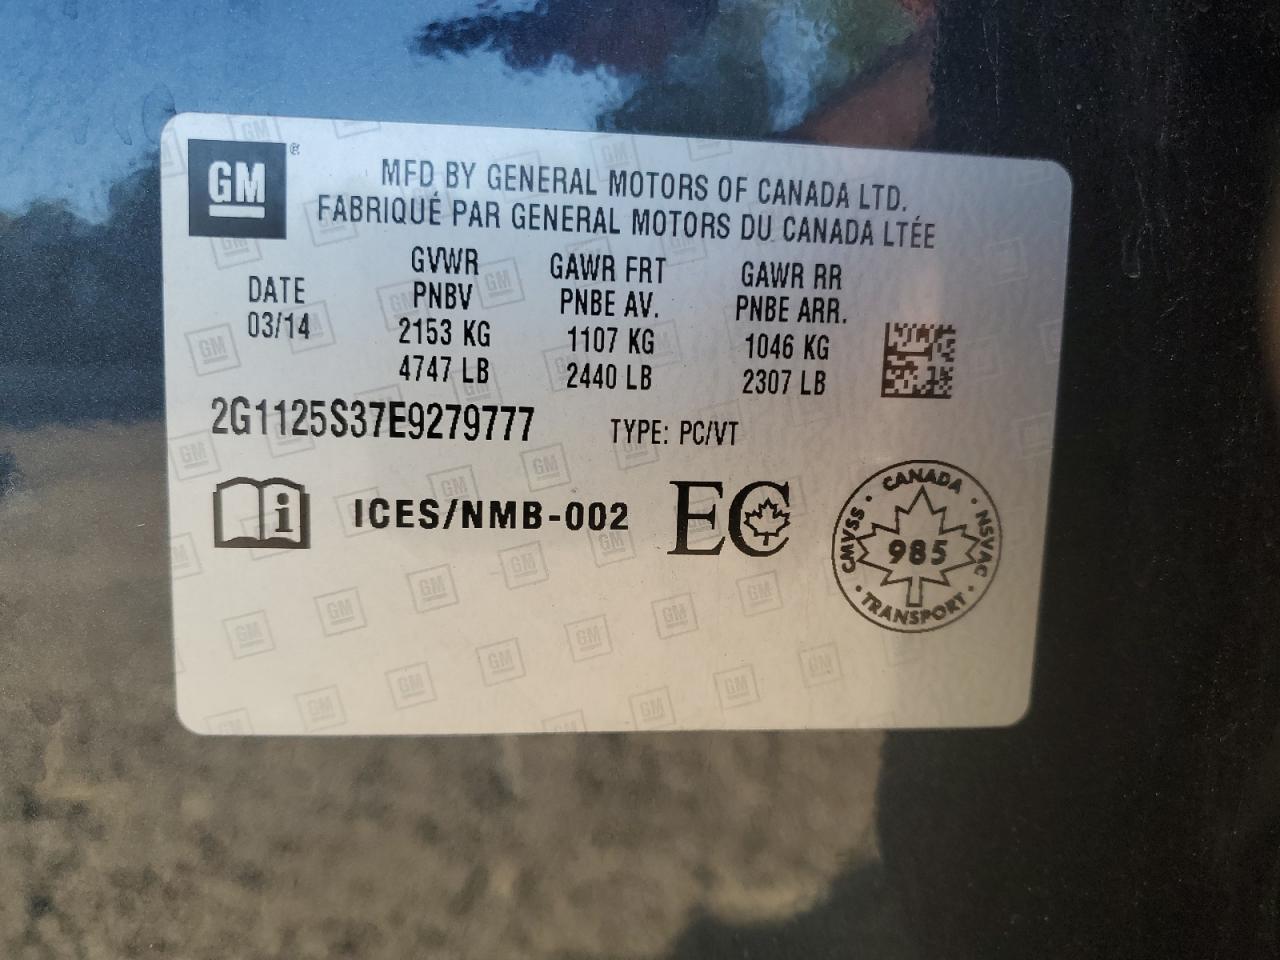 GM ®
MFD BY GENERAL MOTORS OF CANADA LTD.
FABRIQUÉ PAR GENERAL MOTORS DU CANADA LTÉE
DATE
03/14
GVWR
PNBV
2153 KG
4747 LB
GAWR FRT
PNBE AV.
1107 KG
2440 LB
GAWR RR
PNBE ARR.
1046 KG
2307 LB
2G1125S37E9279777
TYPE: PC/VT
i
ICES/NMB-002
EC
CANADA
CMVSS
NSVAC
985
TRANSPORT